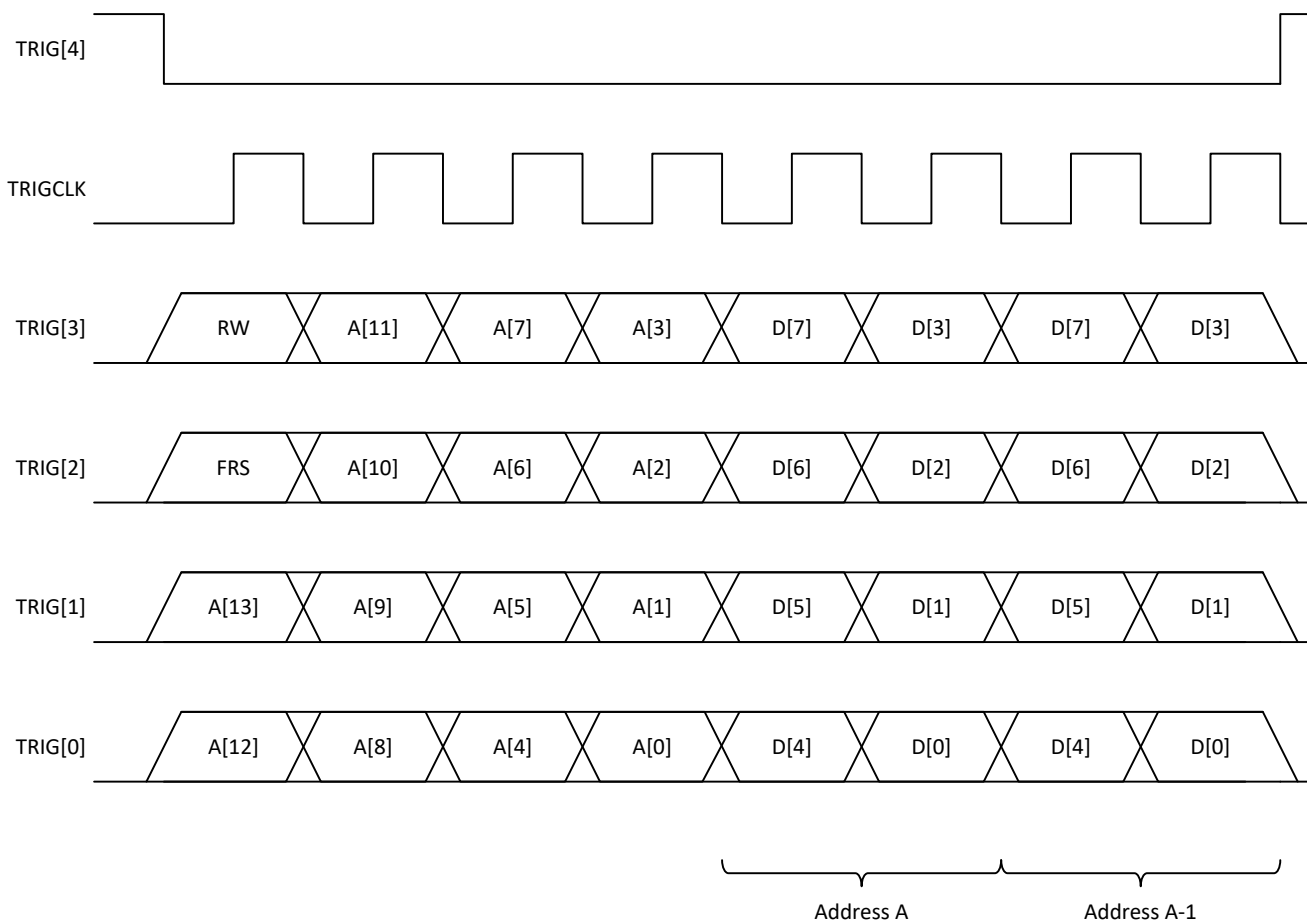 TRIG[4]
TRIGCLK
TRIG[3] RW A[11] A[7] A[3] D[7] D[3] D[7] D[3]
TRIG[2] FRS A[10] A[6] A[2] D[6] D[2] D[6] D[2]
TRIG[1] A[13] A[9] A[5] A[1] D[5] D[1] D[5] D[1]
TRIG[0] A[12] A[8] A[4] A[0] D[4] D[0] D[4] D[0]
Address A Address A-1